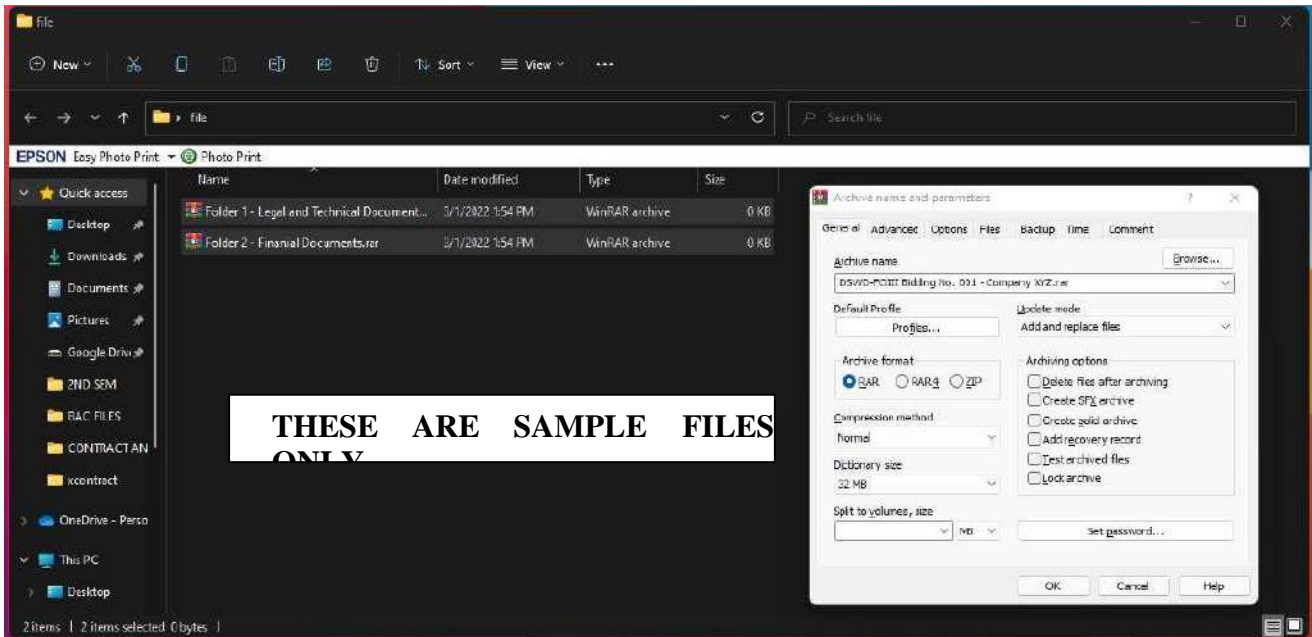 file
New
Sort
View
...
file
Search file
EPSON Easy Photo Print
Photo Print
Name
Date modified
Type
Size
Quick access
Desktop
Downloads
Documents
Pictures
Google Driv
2ND SEM
BAC FILES
CONTRACT AN
xcontract
OneDrive - Perso
This PC
Desktop
Folder 1 - Legal and Technical Document... 3/1/2022 1:54 PM WinRAR archive 0 KB
Folder 2 - Finanial Documents.rar 3/1/2022 1:54 PM WinRAR archive 0 KB
THESE ARE SAMPLE FILES
ONLY
2 items | 2 items selected 0 bytes |
Archive name and parameters
? ×
General Advanced Options Files Backup Time Comment
Archive name
Browse...
Bidding No. 001 - Company XYZ.rar
Default Profile
Profiles...
Update mode
Add and replace files
Archive format
RAR RAR4 ZIP
Compression method
Normal
Dictionary size
32 MB
Split to volumes, size
MB
Archiving options
Delete files after archiving
Create SFX archive
Create solid archive
Add recovery record
Test archived files
Lock archive
Set password...
OK Cancel Help